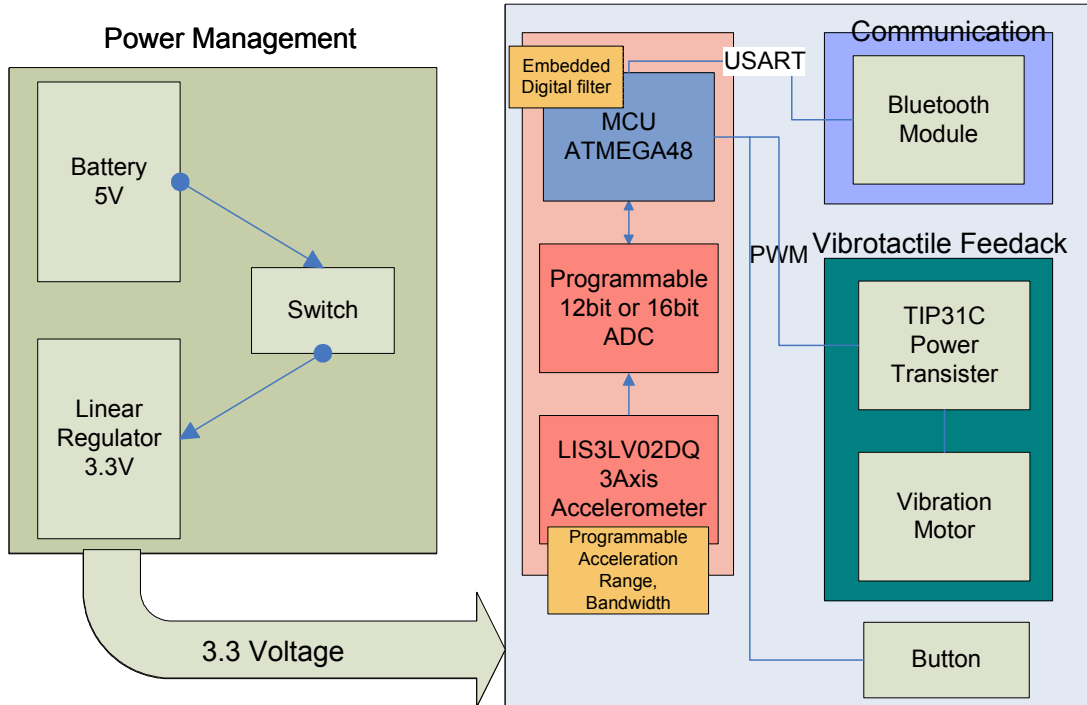 Power Management
Battery
5V
Switch
Linear
Regulator
3.3V
3.3 Voltage
Embedded
Digital filter
MCU
ATMEGA48
Programmable
12bit or 16bit
ADC
LIS3LV02DQ
3Axis
Accelerometer
Programmable
Acceleration
Range,
Bandwidth
USART
PWM
Communication
Bluetooth
Module
Vibrotactile Feedack
TIP31C
Power
Transister
Vibration
Motor
Button